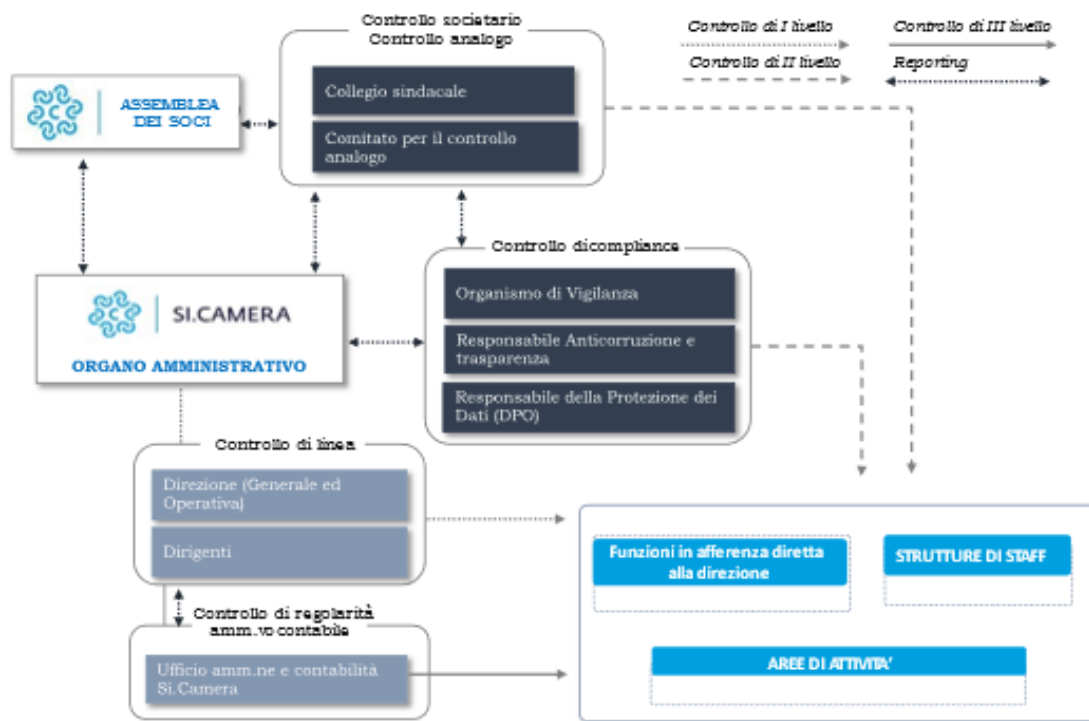 Controllo societario
Controllo analogo
Controllo di I livello
Controllo di III livello
Controllo di II livello
Reporting
Collegio sindacale
Comitato per il controllo
analogo
ASSEMBLEA
DEI SOCI
Controllo dicompliance
Organismo di Vigilanza
Responsabile Anticorruzione e
trasparenza
Responsabile della Protezione dei
Dati (DPO)
SI.CAMERA
ORGANO AMMINISTRATIVO
Controllo di linea
Direzione (Generale ed
Operativa)
Dirigenti
Controllo di regolarità
amm.vo contabile
Ufficio amm.ne e contabilità
Si.Camera
Funzioni in afferenza diretta
alla direzione
STRUTTURE DI STAFF
AREE DI ATTIVITA’